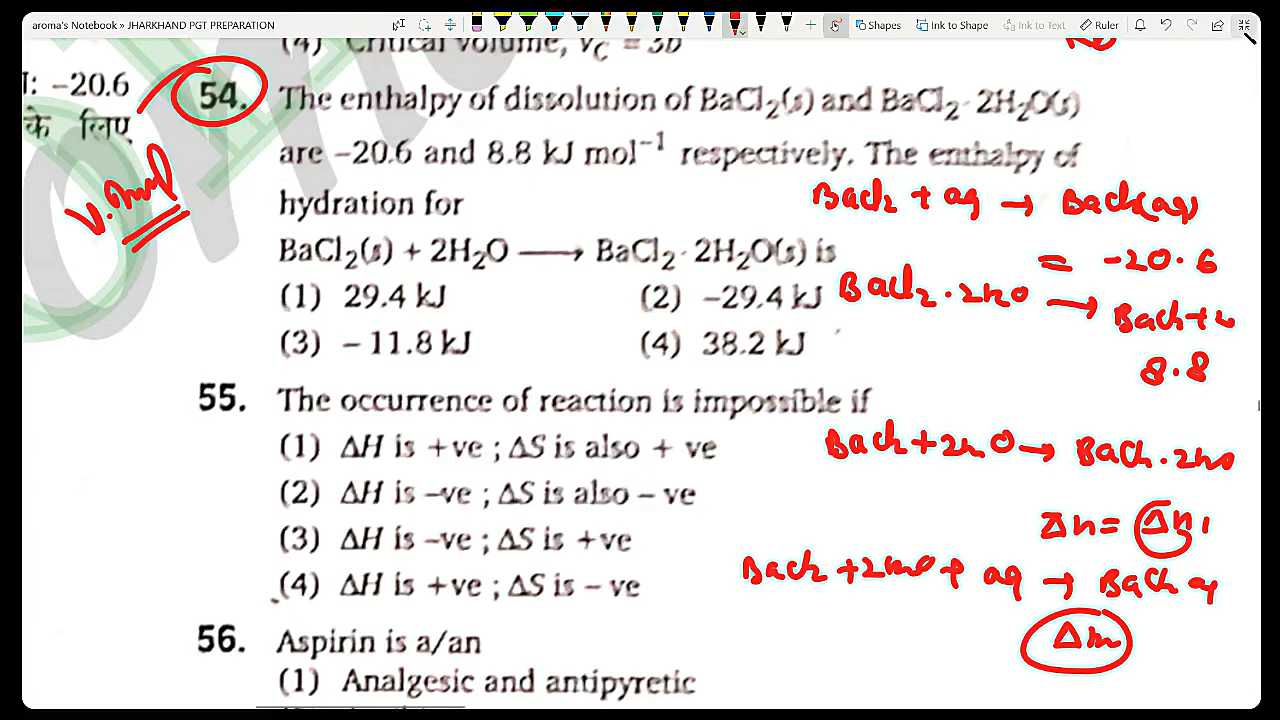 aroma's Notebook » JHARKHAND PGT PREPARATION
Shapes Ink to Shape Ink to Text Ruler
(4) Critical volume, V_C = 3b
: -20.6
के लिए
V. Imp
54. The enthalpy of dissolution of BaCl₂(s) and BaCl₂·2H₂O(s)
are –20.6 and 8.8 kJ mol⁻¹ respectively. The enthalpy of
hydration for
BaCl₂(s) + 2H₂O ⟶ BaCl₂·2H₂O(s) is
(1) 29.4 kJ (2) –29.4 kJ
(3) – 11.8 kJ (4) 38.2 kJ
55. The occurrence of reaction is impossible if
(1) ΔH is +ve ; ΔS is also + ve
(2) ΔH is –ve ; ΔS is also – ve
(3) ΔH is –ve ; ΔS is +ve
(4) ΔH is +ve ; ΔS is – ve
56. Aspirin is a/an
(1) Analgesic and antipyretic
BaCl2 + aq → BaCl2(aq)
= -20.6
BaCl2.2H2O →
8.8
BaCl2 + 2H2O → BaCl2.2H2O
ΔH = ΔH1
BaCl2 + 2H2O + aq → BaCl2 aq